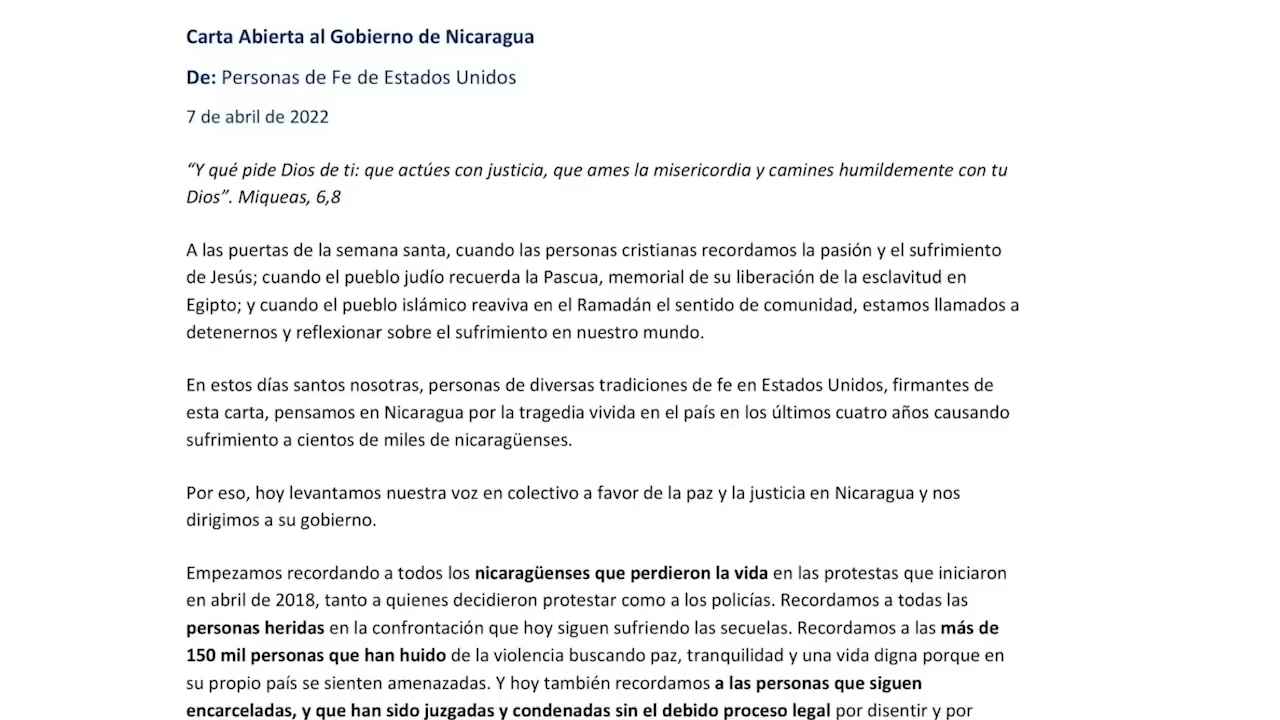 Carta Abierta al Gobierno de Nicaragua
De: Personas de Fe de Estados Unidos
7 de abril de 2022
“Y qué pide Dios de ti: que actúes con justicia, que ames la misericordia y camines humildemente con tu
Dios”. Miqueas, 6,8
A las puertas de la semana santa, cuando las personas cristianas recordamos la pasión y el sufrimiento
de Jesús; cuando el pueblo judío recuerda la Pascua, memorial de su liberación de la esclavitud en
Egipto; y cuando el pueblo islámico reaviva en el Ramadán el sentido de comunidad, estamos llamados a
detenernos y reflexionar sobre el sufrimiento en nuestro mundo.
En estos días santos nosotras, personas de diversas tradiciones de fe en Estados Unidos, firmantes de
esta carta, pensamos en Nicaragua por la tragedia vivida en el país en los últimos cuatro años causando
sufrimiento a cientos de miles de nicaragüenses.
Por eso, hoy levantamos nuestra voz en colectivo a favor de la paz y la justicia en Nicaragua y nos
dirigimos a su gobierno.
Empezamos recordando a todos los nicaragüenses que perdieron la vida en las protestas que iniciaron
en abril de 2018, tanto a quienes decidieron protestar como a los policías. Recordamos a todas las
personas heridas en la confrontación que hoy siguen sufriendo las secuelas. Recordamos a las más de
150 mil personas que han huido de la violencia buscando paz, tranquilidad y una vida digna porque en
su propio país se sienten amenazadas. Y hoy también recordamos a las personas que siguen
encarceladas, y que han sido juzgadas y condenadas sin el debido proceso legal por disentir y por